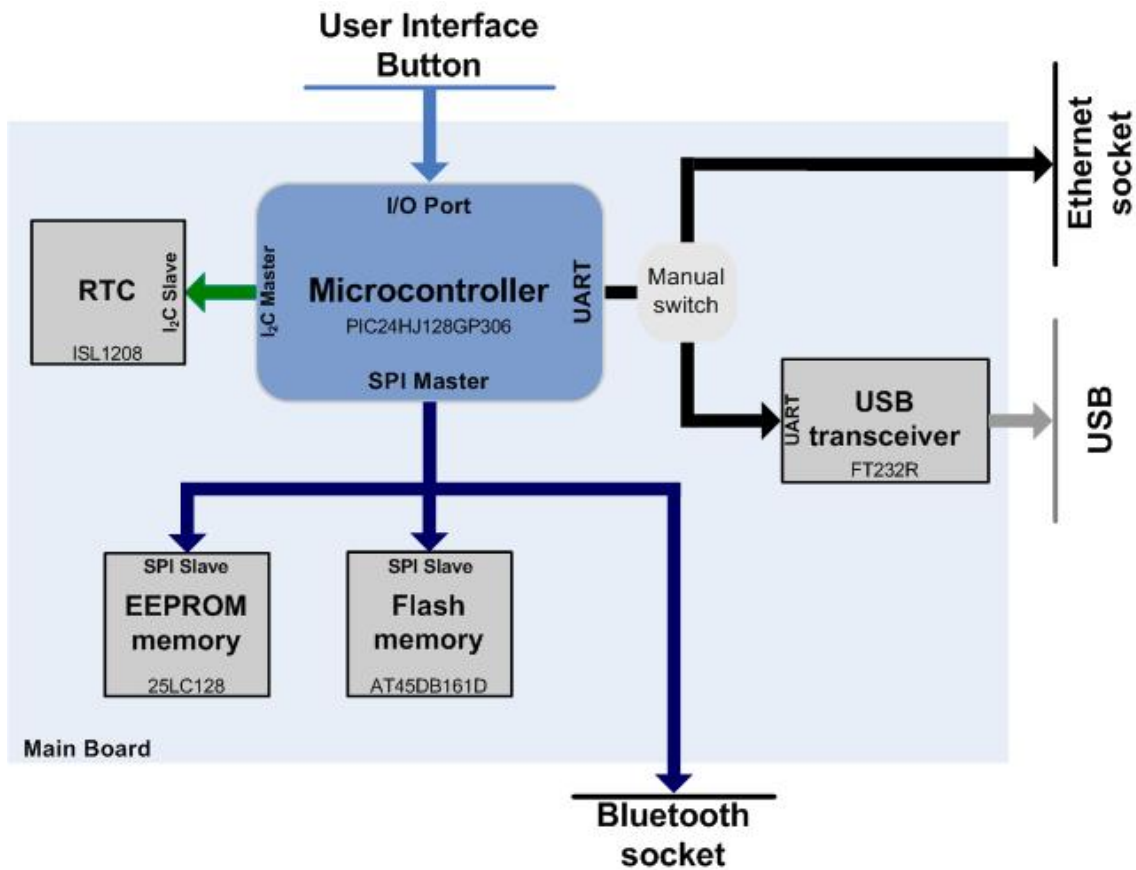 User Interface
Button
Ethernet
socket
I/O Port
RTC
I2C Slave
ISL1208
I2C Master
Microcontroller
PIC24HJ128GP306
UART
SPI Master
Manual
switch
UART
USB
transceiver
FT232R
USB
SPI Slave
EEPROM
memory
25LC128
SPI Slave
Flash
memory
AT45DB161D
Main Board
Bluetooth
socket